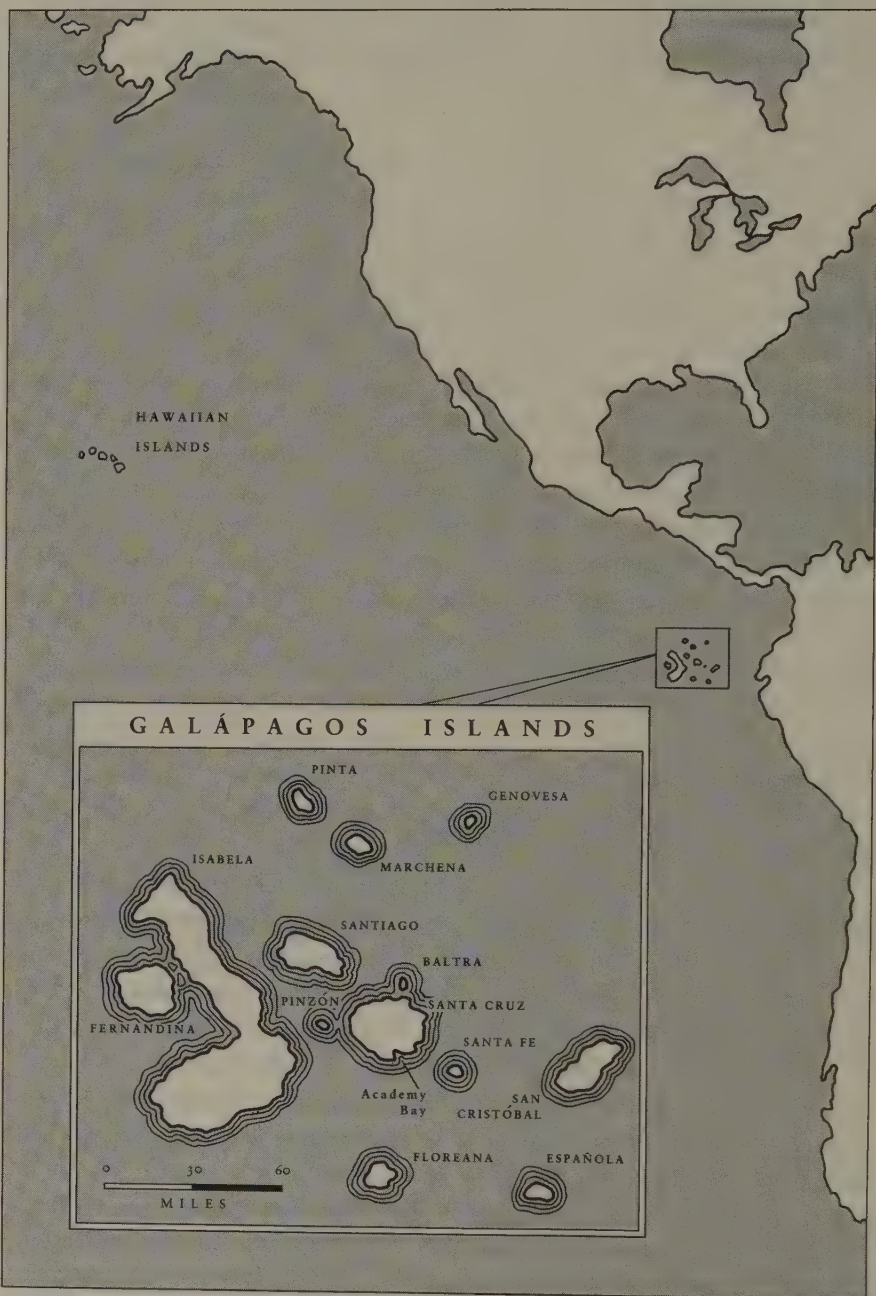 HAWAIIAN
ISLANDS
GALÁPAGOS ISLANDS
PINTA
GENOVESA
MARCHENA
ISABELA
SANTIAGO
BALTRA
PINZÓN
SANTA CRUZ
FERNANDINA
SANTA FE
Academy
Bay
SAN
CRISTÓBAL
FLOREANA
ESPAÑOLA
0 30 60
MILES